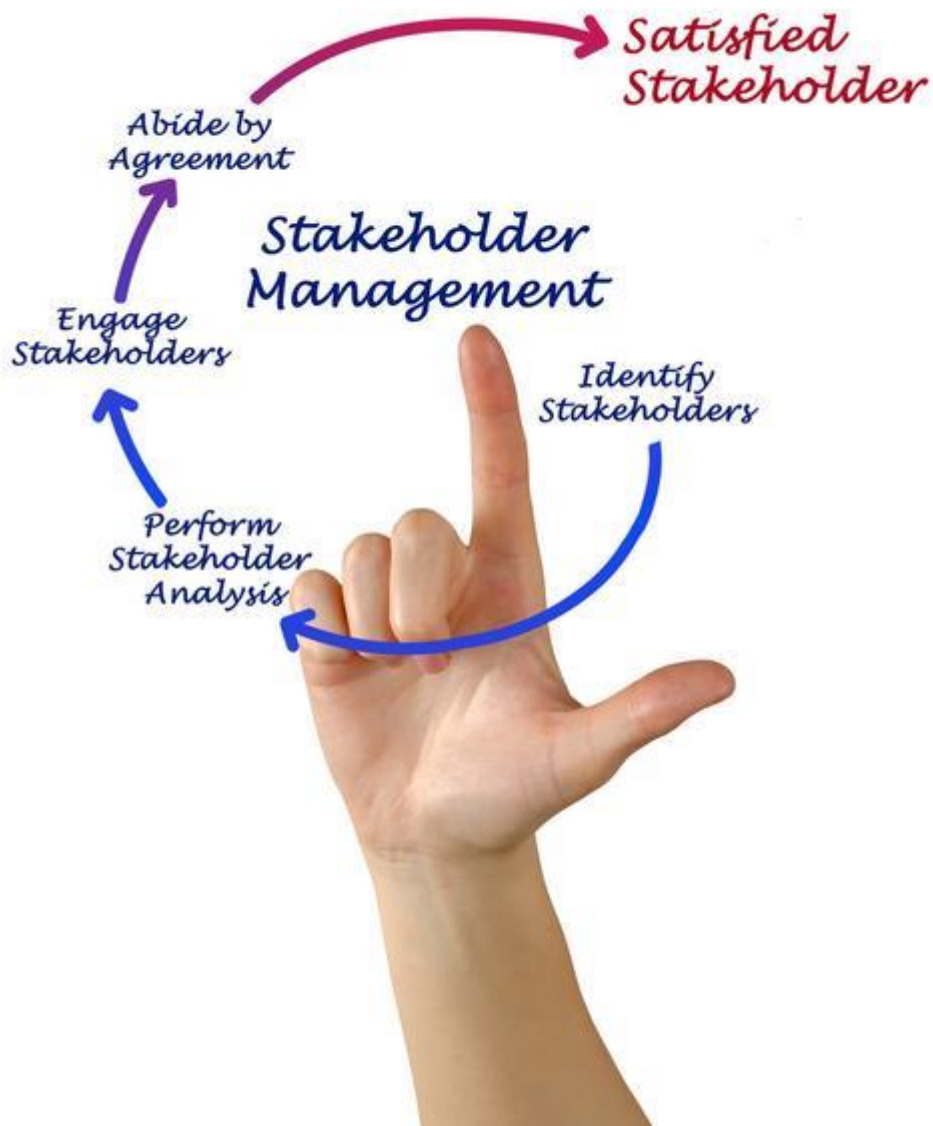 Satisfied
Stakeholder
Abide by
Agreement
Stakeholder
Management
Engage
Stakeholders
Identify
Stakeholders
Perform
Stakeholder
Analysis